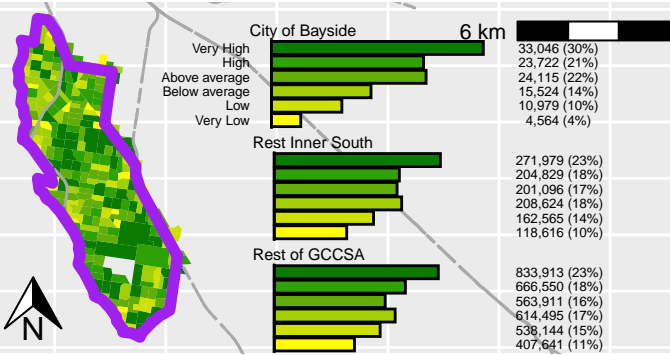 City of Bayside
6 km
Very High 33,046 (30%)
High 23,722 (21%)
Above average 24,115 (22%)
Below average 15,524 (14%)
Low 10,979 (10%)
Very Low 4,564 (4%)
Rest Inner South
271,979 (23%)
204,829 (18%)
201,096 (17%)
208,624 (18%)
162,565 (14%)
118,616 (10%)
Rest of GCCSA
833,913 (23%)
666,550 (18%)
563,911 (16%)
614,495 (17%)
538,144 (15%)
407,641 (11%)
N